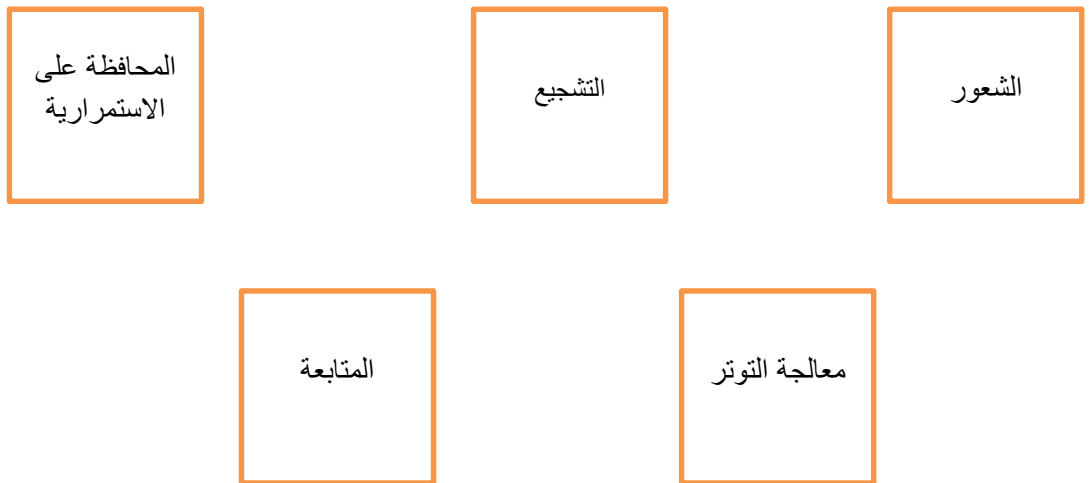 الشعور
التشجيع
المحافظة على
الاستمرارية
معالجة التوتر
المتابعة